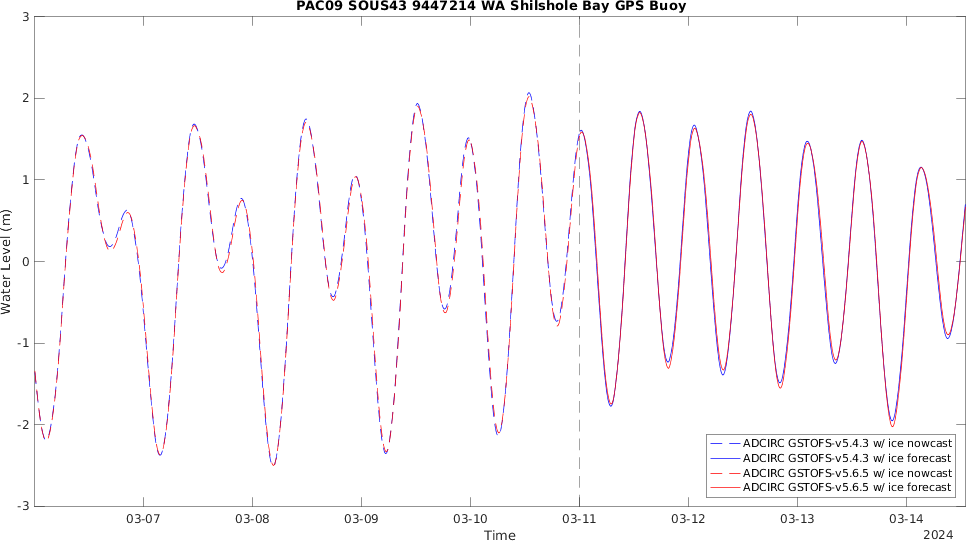 PAC09 SOUS43 9447214 WA Shilshole Bay GPS Buoy
3
2
1
0
-1
-2
-3
Water Level (m)
ADCIRC GSTOFS-v5.4.3 w/ ice nowcast
ADCIRC GSTOFS-v5.4.3 w/ ice forecast
ADCIRC GSTOFS-v5.6.5 w/ ice nowcast
ADCIRC GSTOFS-v5.6.5 w/ ice forecast
03-07 03-08 03-09 03-10 03-11 03-12 03-13 03-14
Time
2024